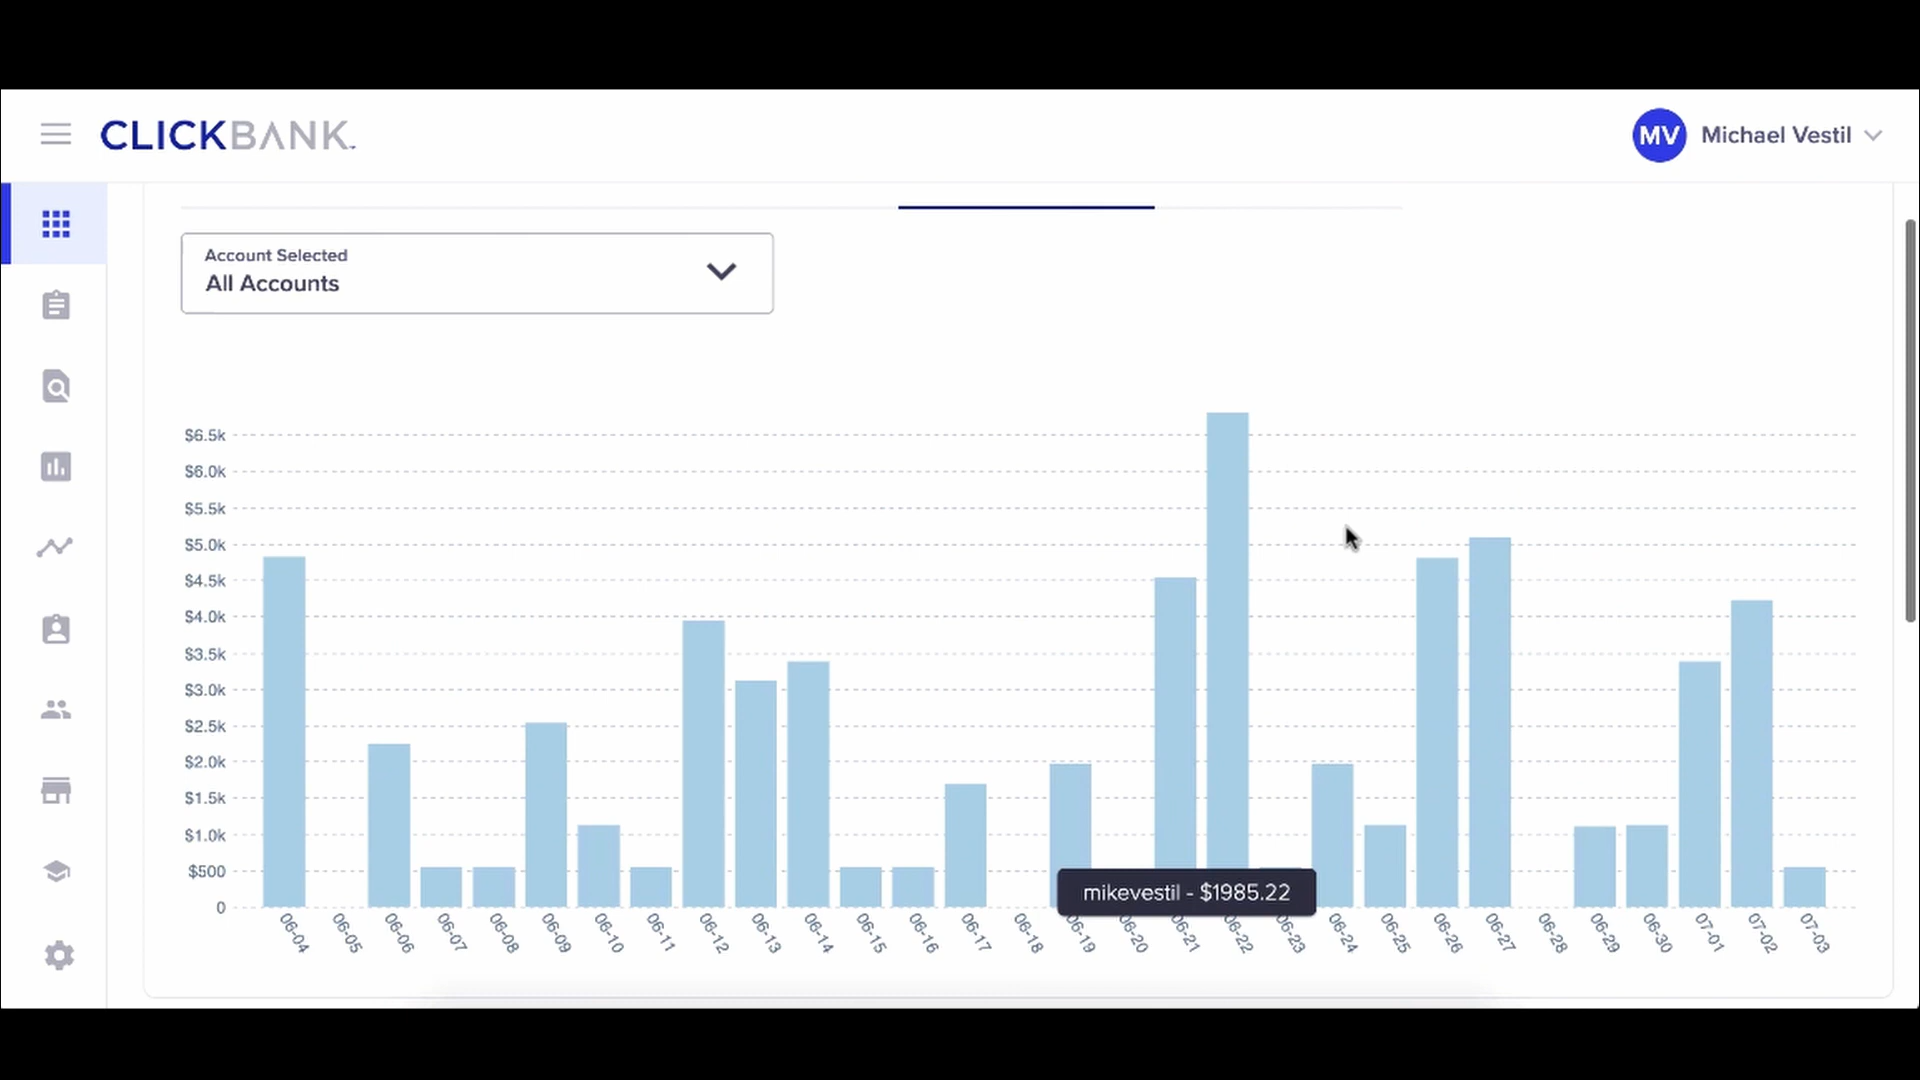 CLICKBANK
MV Michael Vestil
Account Selected
All Accounts
$6.5k
$6.0k
$5.5k
$5.0k
$4.5k
$4.0k
$3.5k
$3.0k
$2.5k
$2.0k
$1.5k
$1.0k
$500
0
mikevestil - $1985.22
06-04 06-05 06-06 06-07 06-08 06-09 06-10 06-11 06-12 06-13 06-14 06-15 06-16 06-17 06-18 06-19 06-20 06-21 06-22 06-23 06-24 06-25 06-26 06-27 06-28 06-29 06-30 07-01 07-02 07-03